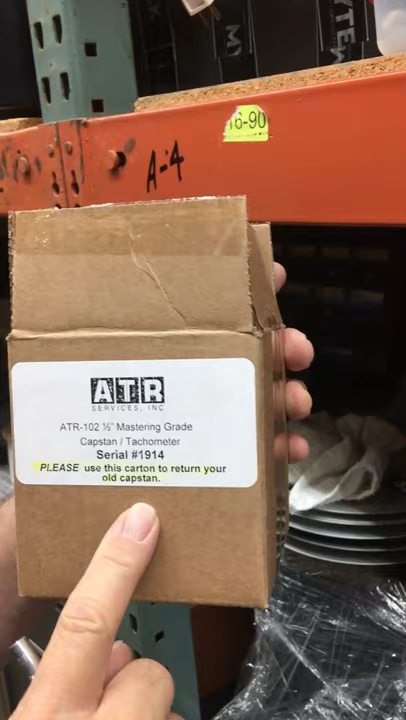 16-90
A-4
ATR
SERVICES, INC
ATR-102 ½" Mastering Grade
Capstan / Tachometer
Serial #1914
PLEASE use this carton to return your
old capstan.